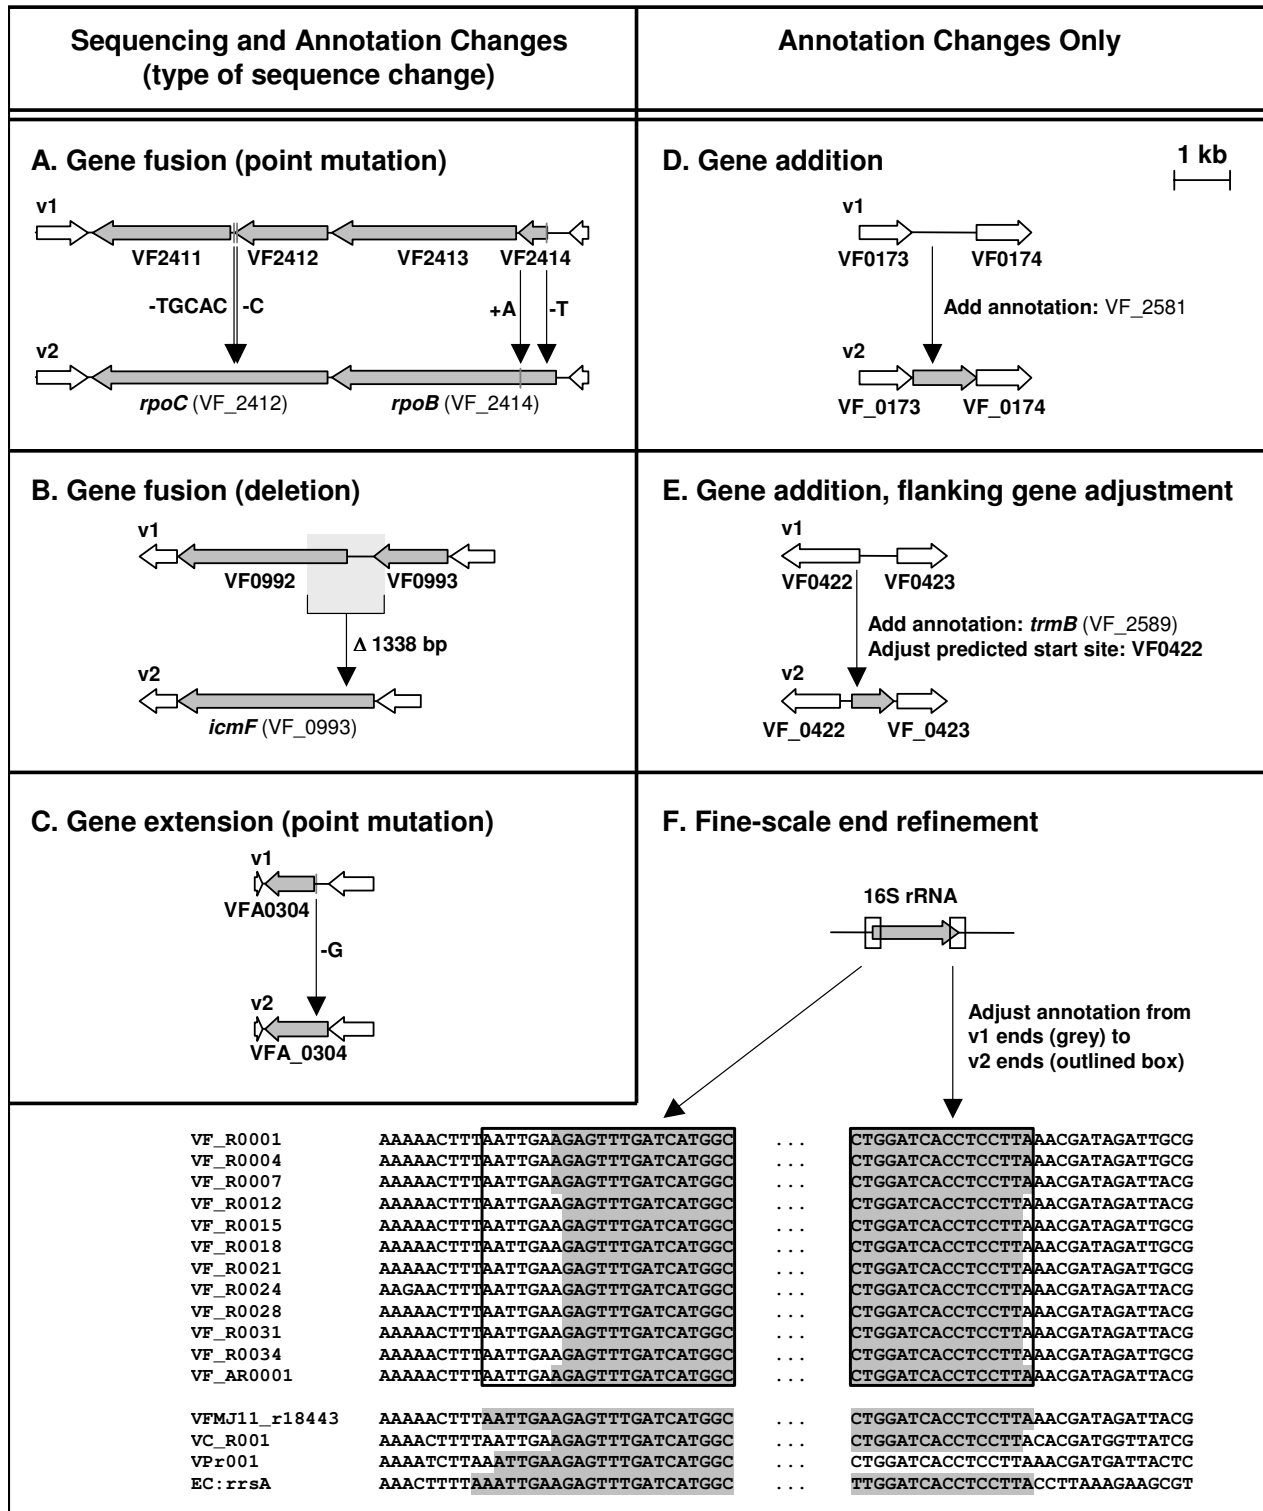 Sequencing and Annotation Changes
(type of sequence change)
Annotation Changes Only
A. Gene fusion (point mutation)
v1
VF2411
VF2412
VF2413
VF2414
-TGCAC
-C
+A
-T
v2
rpoC (VF_2412)
rpoB (VF_2414)
D. Gene addition
1 kb
v1
VF0173
VF0174
Add annotation: VF_2581
v2
VF_0173
VF_0174
B. Gene fusion (deletion)
v1
VF0992
VF0993
Δ 1338 bp
v2
icmF (VF_0993)
E. Gene addition, flanking gene adjustment
v1
VF0422
VF0423
Add annotation: trmB (VF_2589)
Adjust predicted start site: VF0422
v2
VF_0422
VF_0423
C. Gene extension (point mutation)
v1
VFA0304
-G
v2
VFA_0304
F. Fine-scale end refinement
16S rRNA
Adjust annotation from
v1 ends (grey) to
v2 ends (outlined box)
VF_R0001 AAAAACTTTAATTGAAGAGTTTGATCATGGC ... CTGGATCACCTCCTTAAACGATAGATTGCG
VF_R0004 AAAAACTTTAATTGAAGAGTTTGATCATGGC ... CTGGATCACCTCCTTAAACGATAGATTGCG
VF_R0007 AAAAACTTTAATTGAAGAGTTTGATCATGGC ... CTGGATCACCTCCTTAAACGATAGATTACG
VF_R0012 AAAAACTTTAATTGAAGAGTTTGATCATGGC ... CTGGATCACCTCCTTAAACGATAGATTACG
VF_R0015 AAAAACTTTAATTGAAGAGTTTGATCATGGC ... CTGGATCACCTCCTTAAACGATAGATTGCG
VF_R0018 AAAAACTTTAATTGAAGAGTTTGATCATGGC ... CTGGATCACCTCCTTAAACGATAGATTGCG
VF_R0021 AAAAACTTTAATTGAAGAGTTTGATCATGGC ... CTGGATCACCTCCTTAAACGATAGATTGCG
VF_R0024 AAGAACTTTAATTGAAGAGTTTGATCATGGC ... CTGGATCACCTCCTTAAACGATAGATTACG
VF_R0028 AAAAACTTTAATTGAAGAGTTTGATCATGGC ... CTGGATCACCTCCTTAAACGATAGATTACG
VF_R0031 AAAAACTTTAATTGAAGAGTTTGATCATGGC ... CTGGATCACCTCCTTAAACGATAGATTACG
VF_R0034 AAAAACTTTAATTGAAGAGTTTGATCATGGC ... CTGGATCACCTCCTTAAACGATAGATTGCG
VF_AR0001 AAAAACTTTAATTGAAGAGTTTGATCATGGC ... CTGGATCACCTCCTTAAACGATAGATTACG
VFMJ11_r18443 AAAAACTTTAATTGAAGAGTTTGATCATGGC ... CTGGATCACCTCCTTAAACGATAGATTACG
VC_R001 AAAACTTTTAATTGAAGAGTTTGATCATGGC ... CTGGATCACCTCCTTACACGATGGTTATCG
VPr001 AAAATCTTAAATTGAAGAGTTTGATCATGGC ... CTGGATCACCTCCTTAAACGATGATTACTC
EC:rrsA AAACTTTTAAATTGAAGAGTTTGATCATGGC ... TTGGATCACCTCCTTACCTTAAAGAAGCGT